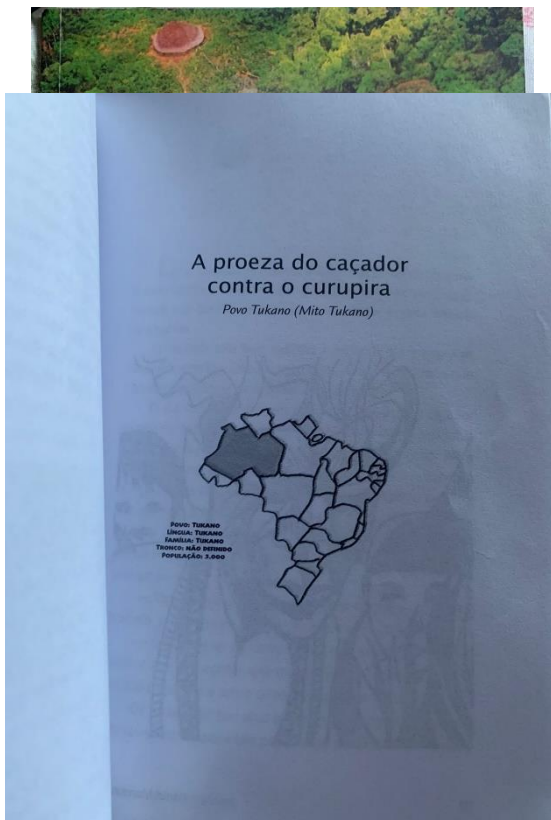 A proeza do caçador
contra o curupira
Povo Tukano (Mito Tukano)
Povo: Tukano
Língua: Tukano
Família: Tukano
Tronco: não definido
População: 3.000